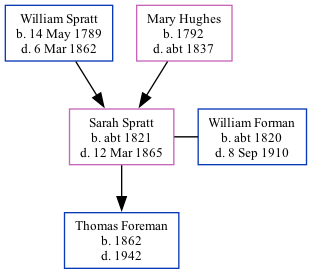 William Spratt
b. 14 May 1789
d. 6 Mar 1862
Mary Hughes
b. 1792
d. abt 1837
Sarah Spratt
b. abt 1821
d. 12 Mar 1865
William Forman
b. abt 1820
d. 8 Sep 1910
Thomas Foreman
b. 1862
d. 1942